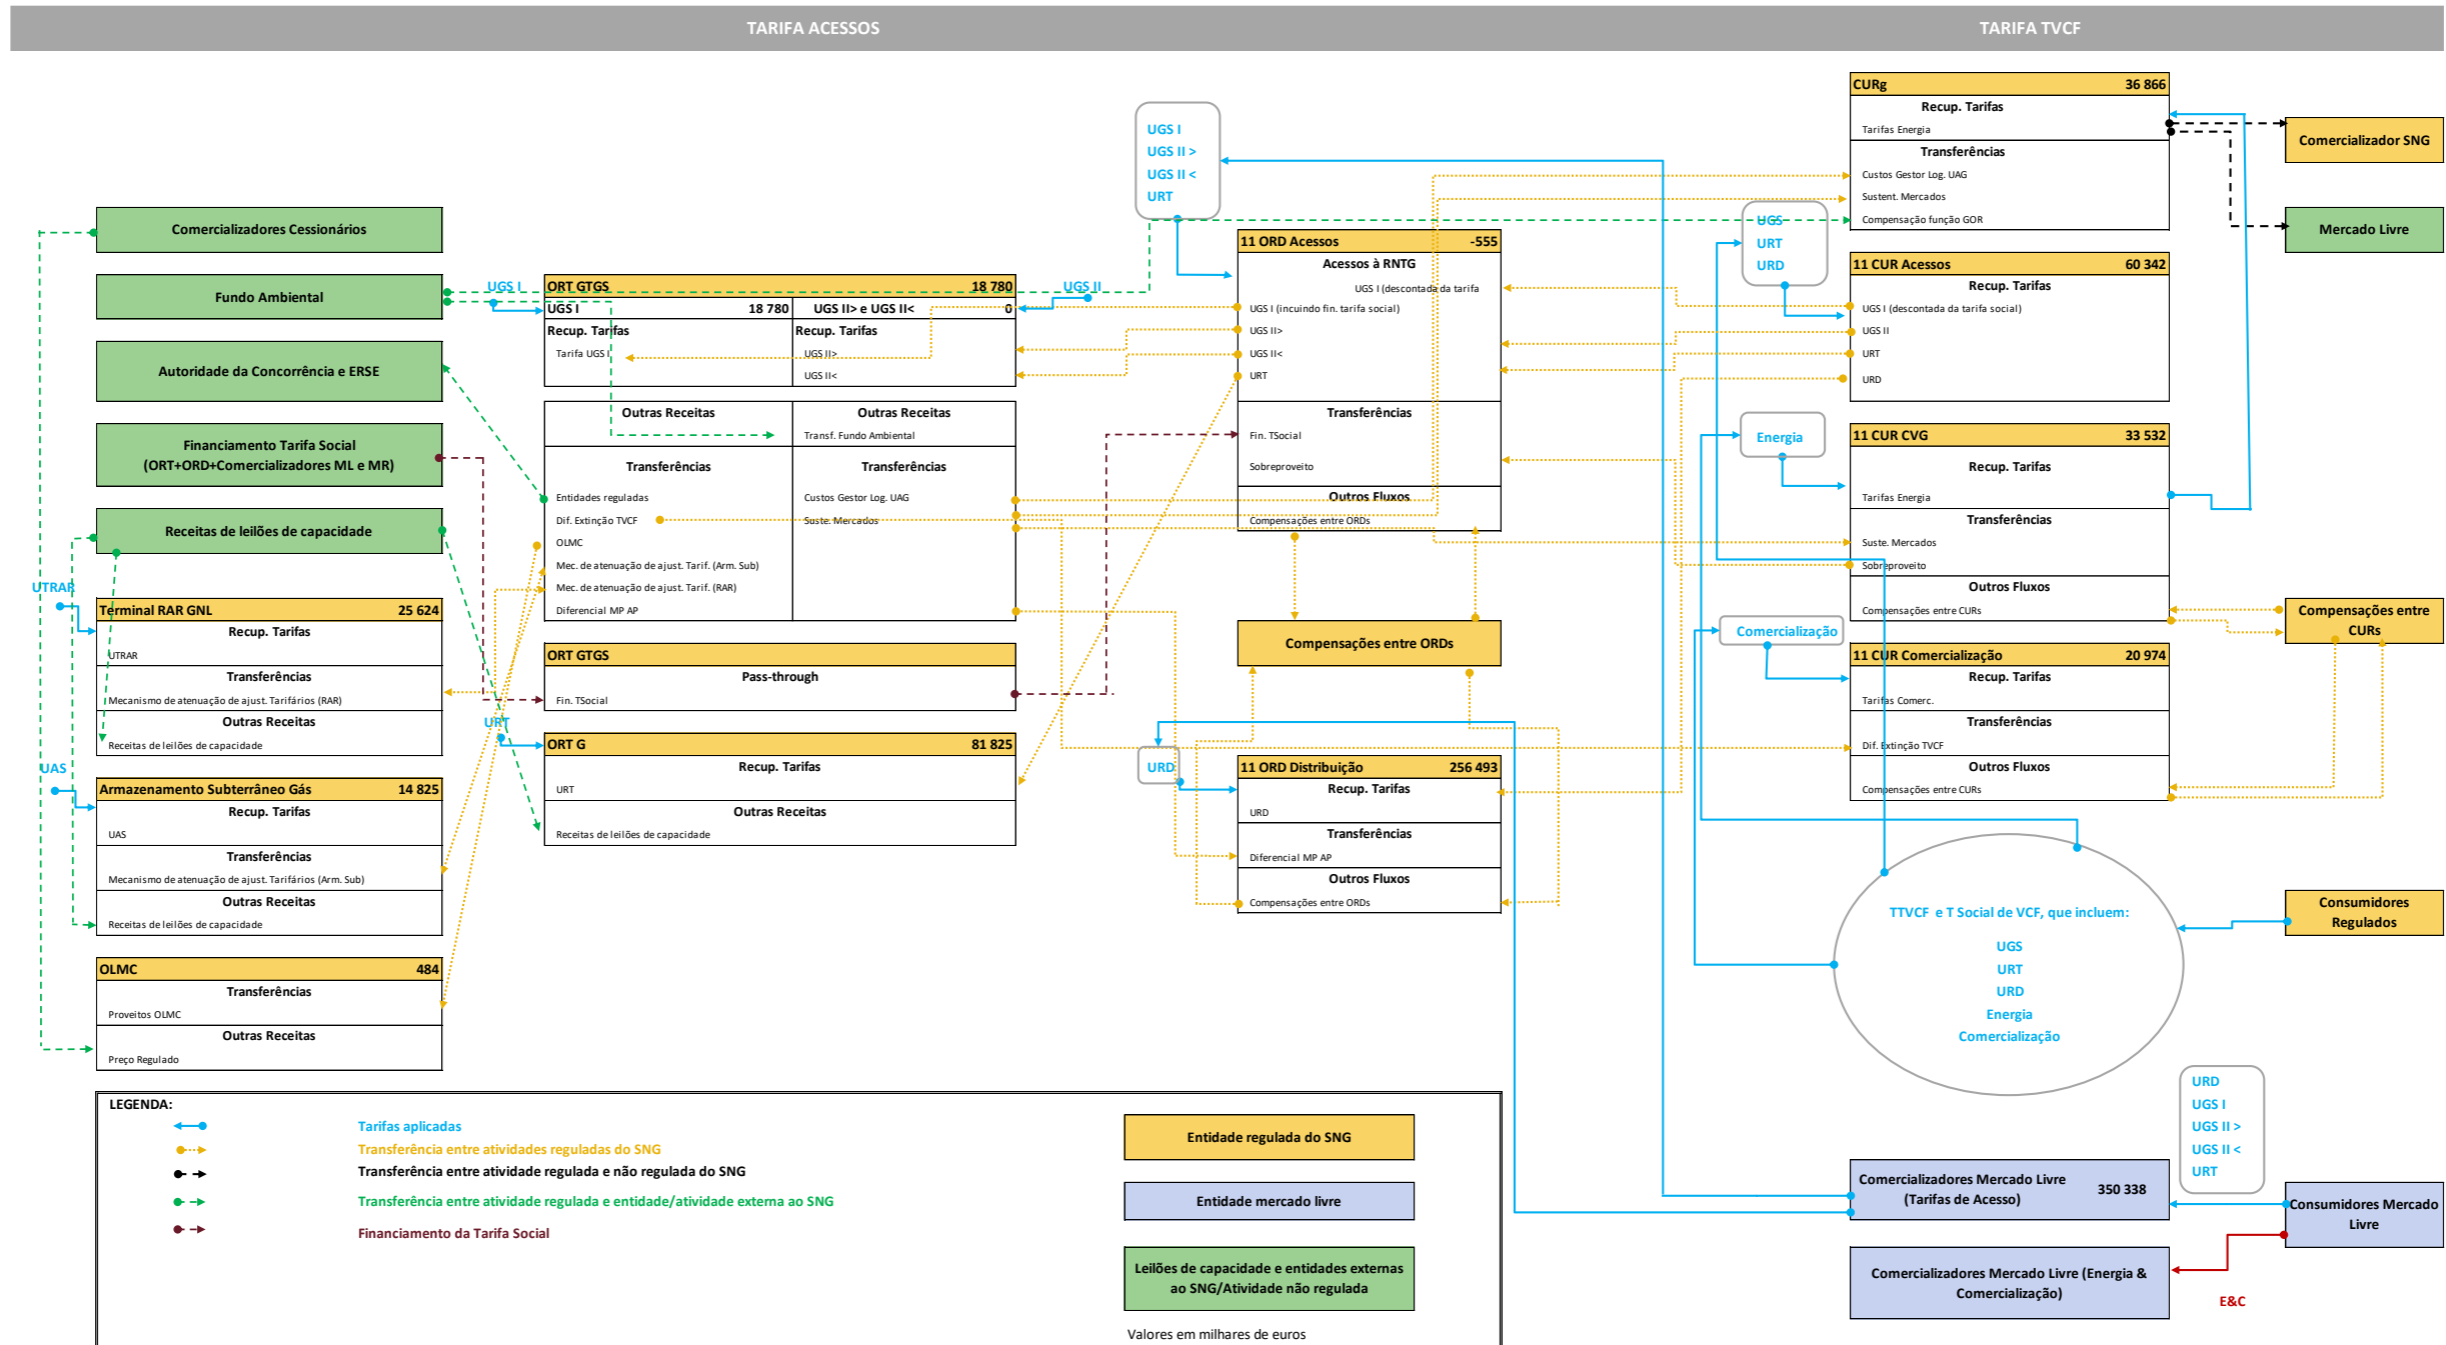 TARIFA ACESSOS
TARIFA TVCF
Comercializadores Cessionários
Fundo Ambiental
Autoridade da Concorrência e ERSE
Financiamento Tarifa Social
(ORT+ORD+Comercializadores ML e MR)
Receitas de leilões de capacidade
UTRAR
Terminal RAR GNL 25 624
Recup. Tarifas
UTRAR
Transferências
Mecanismo de atenuação de ajust. Tarifários (RAR)
Outras Receitas
Receitas de leilões de capacidade
UAS
Armazenamento Subterrâneo Gás 14 825
Recup. Tarifas
UAS
Transferências
Mecanismo de atenuação de ajust. Tarifários (Arm. Sub)
Outras Receitas
Receitas de leilões de capacidade
OLMC 484
Transferências
Proveitos OLMC
Outras Receitas
Preço Regulado
UGS I
UGS II
ORT GTGS 18 780
UGS I 18 780 UGS II> e UGS II< 0
Recup. Tarifas Recup. Tarifas
Tarifa UGS I UGS II>
UGS II<
Outras Receitas Outras Receitas
Transf. Fundo Ambiental
Transferências Transferências
Entidades reguladas Custos Gestor Log. UAG
Dif. Extinção TVCF Suste. Mercados
OLMC
Mec. de atenuação de ajust. Tarif. (Arm. Sub)
Mec. de atenuação de ajust. Tarif. (RAR)
Diferencial MP AP
ORT GTGS
Pass-through
Fin. TSocial
URT
ORT G 81 825
Recup. Tarifas
URT
Outras Receitas
Receitas de leilões de capacidade
UGS I
UGS II >
UGS II <
URT
11 ORD Acessos -555
Acessos à RNTG
UGS I (descontada da tarifa
UGS I (incuindo fin. tarifa social)
UGS II>
UGS II<
URT
Transferências
Fin. TSocial
Sobreproveito
Outros Fluxos
Compensações entre ORDs
Compensações entre ORDs
URD
11 ORD Distribuição 256 493
Recup. Tarifas
URD
Transferências
Diferencial MP AP
Outros Fluxos
Compensações entre ORDs
CURg 36 866
Recup. Tarifas
Tarifas Energia
Transferências
Custos Gestor Log. UAG
Sustent. Mercados
Compensação função GOR
Comercializador SNG
Mercado Livre
UGS
URT
URD
11 CUR Acessos 60 342
Recup. Tarifas
UGS I (descontada da tarifa social)
UGS II
URT
URD
Energia
11 CUR CVG 33 532
Recup. Tarifas
Tarifas Energia
Transferências
Suste. Mercados
Sobreproveito
Outros Fluxos
Compensações entre CURs
Compensações entre
CURs
Comercialização
11 CUR Comercialização 20 974
Recup. Tarifas
Tarifas Comerc.
Transferências
Dif. Extinção TVCF
Outros Fluxos
Compensações entre CURs
TTVCF e T Social de VCF, que incluem:
UGS
URT
URD
Energia
Comercialização
Consumidores
Regulados
URD
UGS I
UGS II >
UGS II <
URT
Comercializadores Mercado Livre
(Tarifas de Acesso) 350 338
Consumidores Mercado
Livre
Comercializadores Mercado Livre (Energia &
Comercialização)
E&C
LEGENDA:
Tarifas aplicadas
Transferência entre atividades reguladas do SNG
Transferência entre atividade regulada e não regulada do SNG
Transferência entre atividade regulada e entidade/atividade externa ao SNG
Financiamento da Tarifa Social
Entidade regulada do SNG
Entidade mercado livre
Leilões de capacidade e entidades externas
ao SNG/Atividade não regulada
Valores em milhares de euros